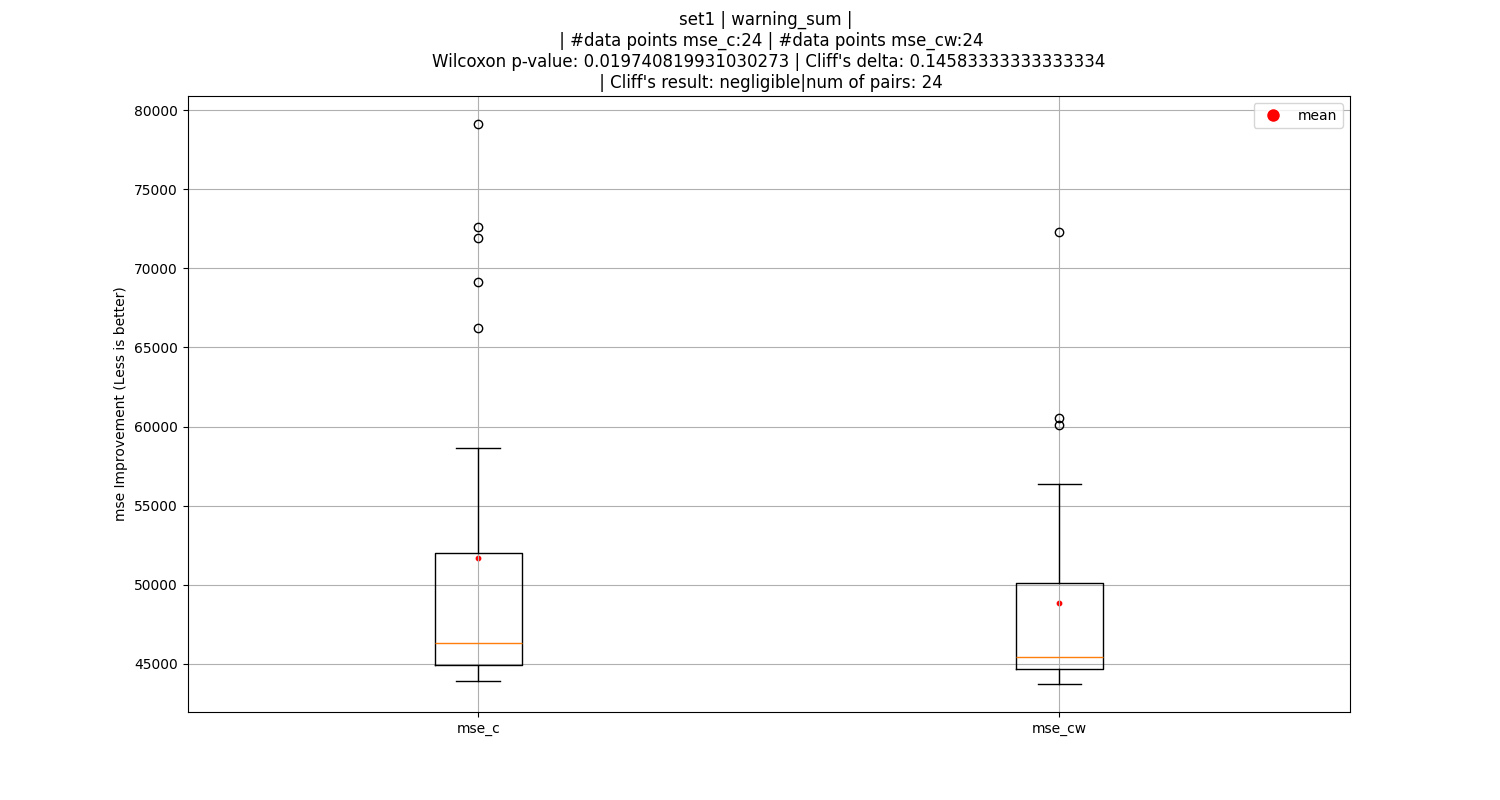 set1 | warning_sum |
| #data points mse_c:24 | #data points mse_cw:24
Wilcoxon p-value: 0.019740819931030273 | Cliff's delta: 0.14583333333333334
| Cliff's result: negligible|num of pairs: 24
mean
mse Improvement (Less is better)
80000
75000
70000
65000
60000
55000
50000
45000
mse_c
mse_cw